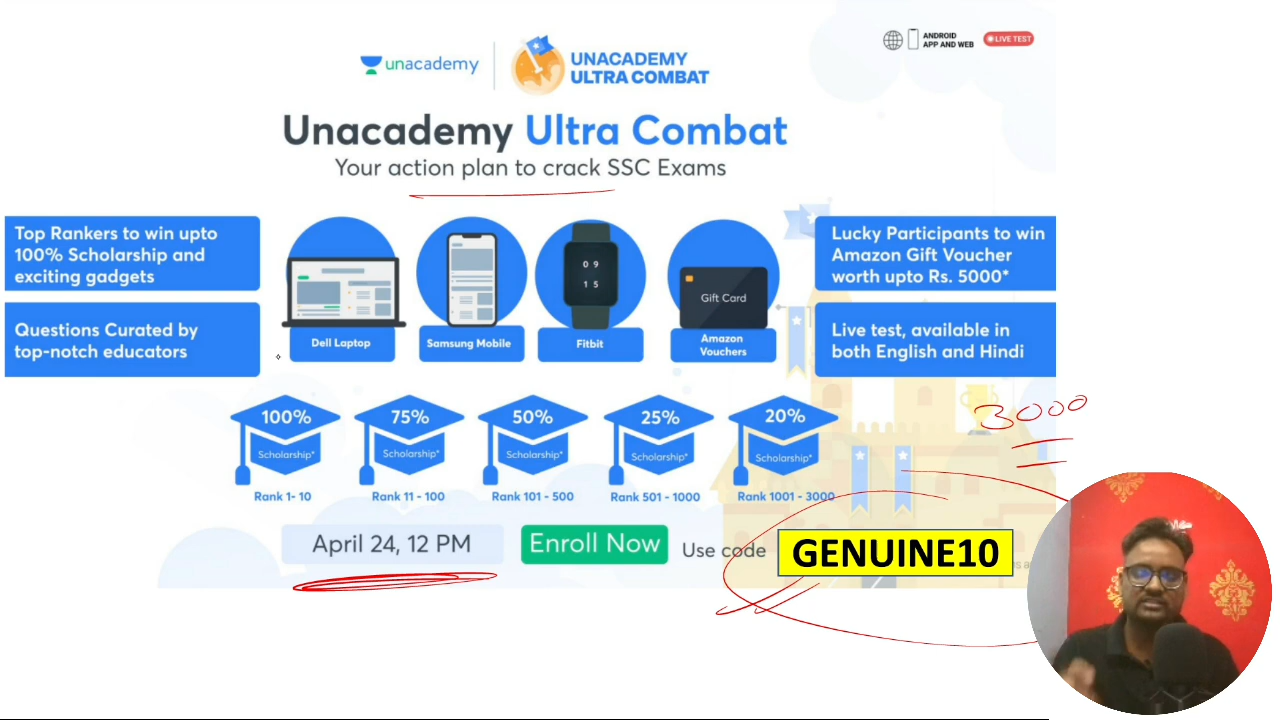 unacademy
UNACADEMY
ULTRA COMBAT
ANDROID
APP AND WEB
LIVE TEST
Unacademy Ultra Combat
Your action plan to crack SSC Exams
Top Rankers to win upto
100% Scholarship and
exciting gadgets
Questions Curated by
top-notch educators
Dell Laptop
Samsung Mobile
09
15
Fitbit
Gift Card
Amazon
Vouchers
Lucky Participants to win
Amazon Gift Voucher
worth upto Rs. 5000*
Live test, available in
both English and Hindi
100%
Scholarship*
Rank 1- 10
75%
Scholarship*
Rank 11 - 100
50%
Scholarship*
Rank 101 - 500
25%
Scholarship*
Rank 501 - 1000
20%
Scholarship*
Rank 1001 - 3000
3000
April 24, 12 PM
Enroll Now
Use code
GENUINE10